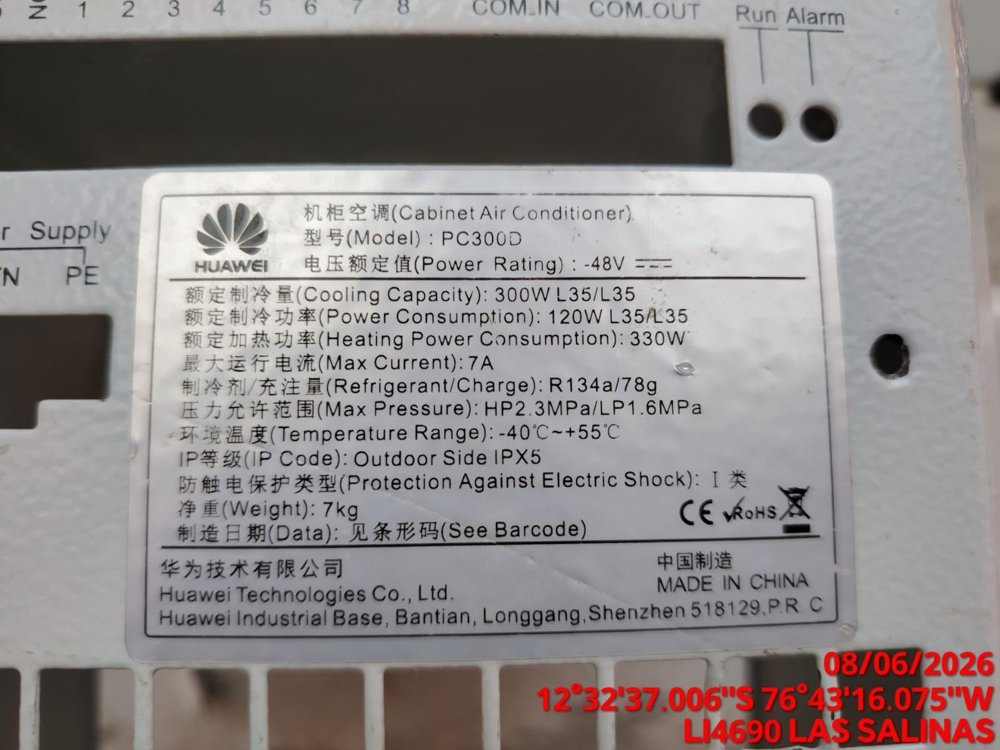 1 2 3 4 5 6 7 8 COM_IN COM_OUT Run Alarm
Supply
PE
HUAWEI
机柜空调(Cabinet Air Conditioner)
型号(Model) : PC300D
电压额定值(Power Rating) : -48V
额定制冷量(Cooling Capacity): 300W L35/L35
额定制冷功率(Power Consumption): 120W L35/L35
额定加热功率(Heating Power Consumption): 330W
最大运行电流(Max Current): 7A
制冷剂/充注量(Refrigerant/Charge): R134a/78g
压力允许范围(Max Pressure): HP2.3MPa/LP1.6MPa
环境温度(Temperature Range): -40℃~+55℃
IP等级(IP Code): Outdoor Side IPX5
防触电保护类型(Protection Against Electric Shock): I 类
净重(Weight): 7kg
CE RoHS
制造日期(Data): 见条形码(See Barcode)
华为技术有限公司
中国制造
Huawei Technologies Co., Ltd.
MADE IN CHINA
Huawei Industrial Base, Bantian, Longgang, Shenzhen 518129, P.R. C
08/06/2026
12°32'37.006"S 76°43'16.075"W
LI4690 LAS SALINAS